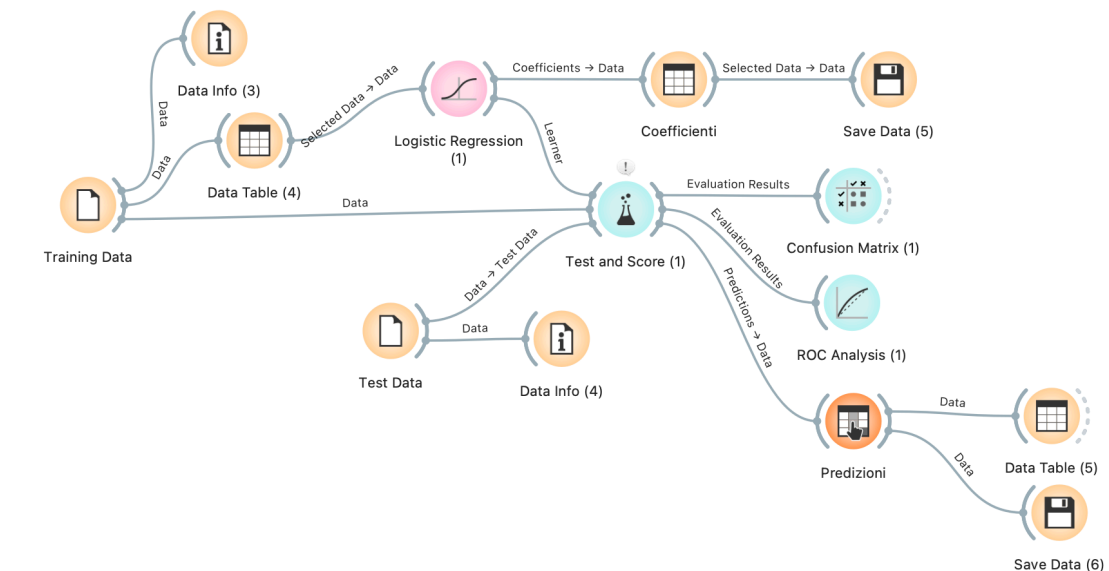 Data Info (3)
Data
Selected Data → Data
Logistic Regression
(1)
Coefficients → Data
Coefficienti
Selected Data → Data
Save Data (5)
Data
Data Table (4)
Learner
Training Data
Data
!
Test and Score (1)
Evaluation Results
Confusion Matrix (1)
Evaluation Results
ROC Analysis (1)
Data → Test Data
Test Data
Data
Data Info (4)
Predictions → Data
Predizioni
Data
Data Table (5)
Data
Save Data (6)